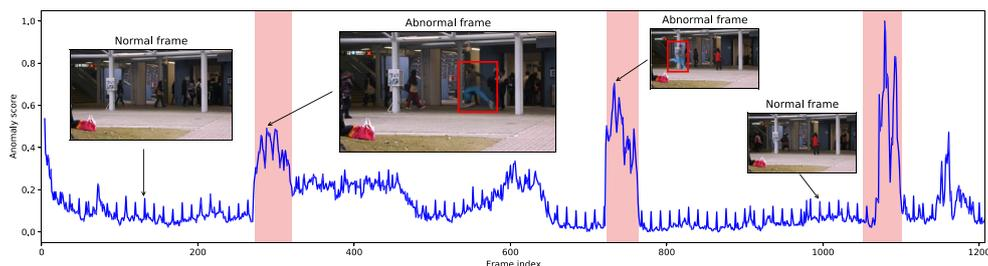 Normal frame
Abnormal frame
Abnormal frame
Normal frame
Anomaly score
1,0
0,8
0,6
0,4
0,2
0,0
0 200 400 600 800 1000 1200
Frame index